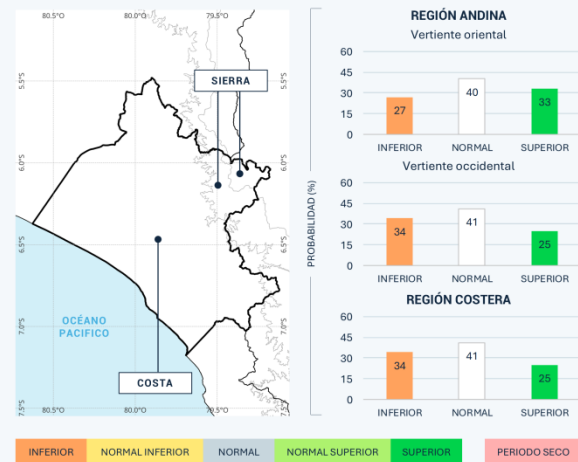 80.5°O 80.0°O 79.5°O
5.5°S 5.5°S
SIERRA
6.0°S 6.0°S
6.5°S 6.5°S
7.0°S 7.0°S
7.5°S 7.5°S
OCÉANO
PACIFICO
COSTA
80.5°O 80.0°O 79.5°O
PROBABILIDAD (%)
REGIÓN ANDINA
Vertiente oriental
60
45
30
15
0
27 40 33
INFERIOR NORMAL SUPERIOR
Vertiente occidental
60
45
30
15
0
34 41 25
INFERIOR NORMAL SUPERIOR
REGIÓN COSTERA
60
45
30
15
0
34 41 25
INFERIOR NORMAL SUPERIOR
INFERIOR NORMAL INFERIOR NORMAL NORMAL SUPERIOR SUPERIOR PERIODO SECO